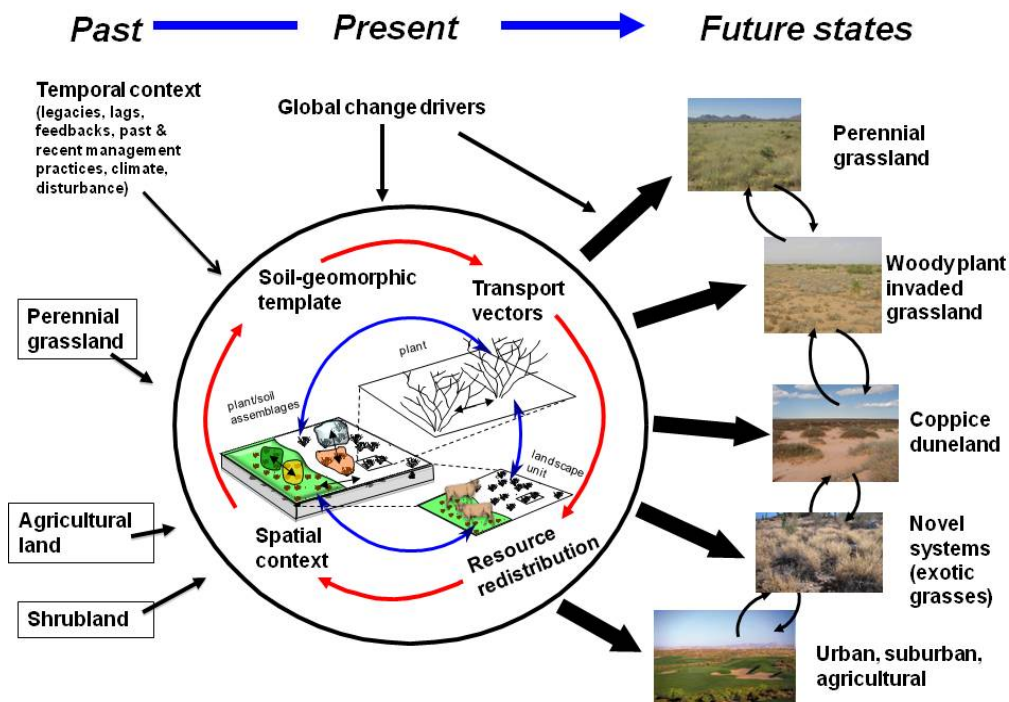 Past
Present
Future states
Temporal context
(legacies, lags,
feedbacks, past &
recent management
practices, climate,
disturbance)
Global change drivers
Perennial
grassland
Agricultural
land
Shrubland
Soil-geomorphic
template
Transport
vectors
plant
plant/soil
assemblages
landscape
unit
Spatial
context
Resource
redistribution
Perennial
grassland
Woody plant
invaded
grassland
Coppice
duneland
Novel
systems
(exotic
grasses)
Urban, suburban,
agricultural